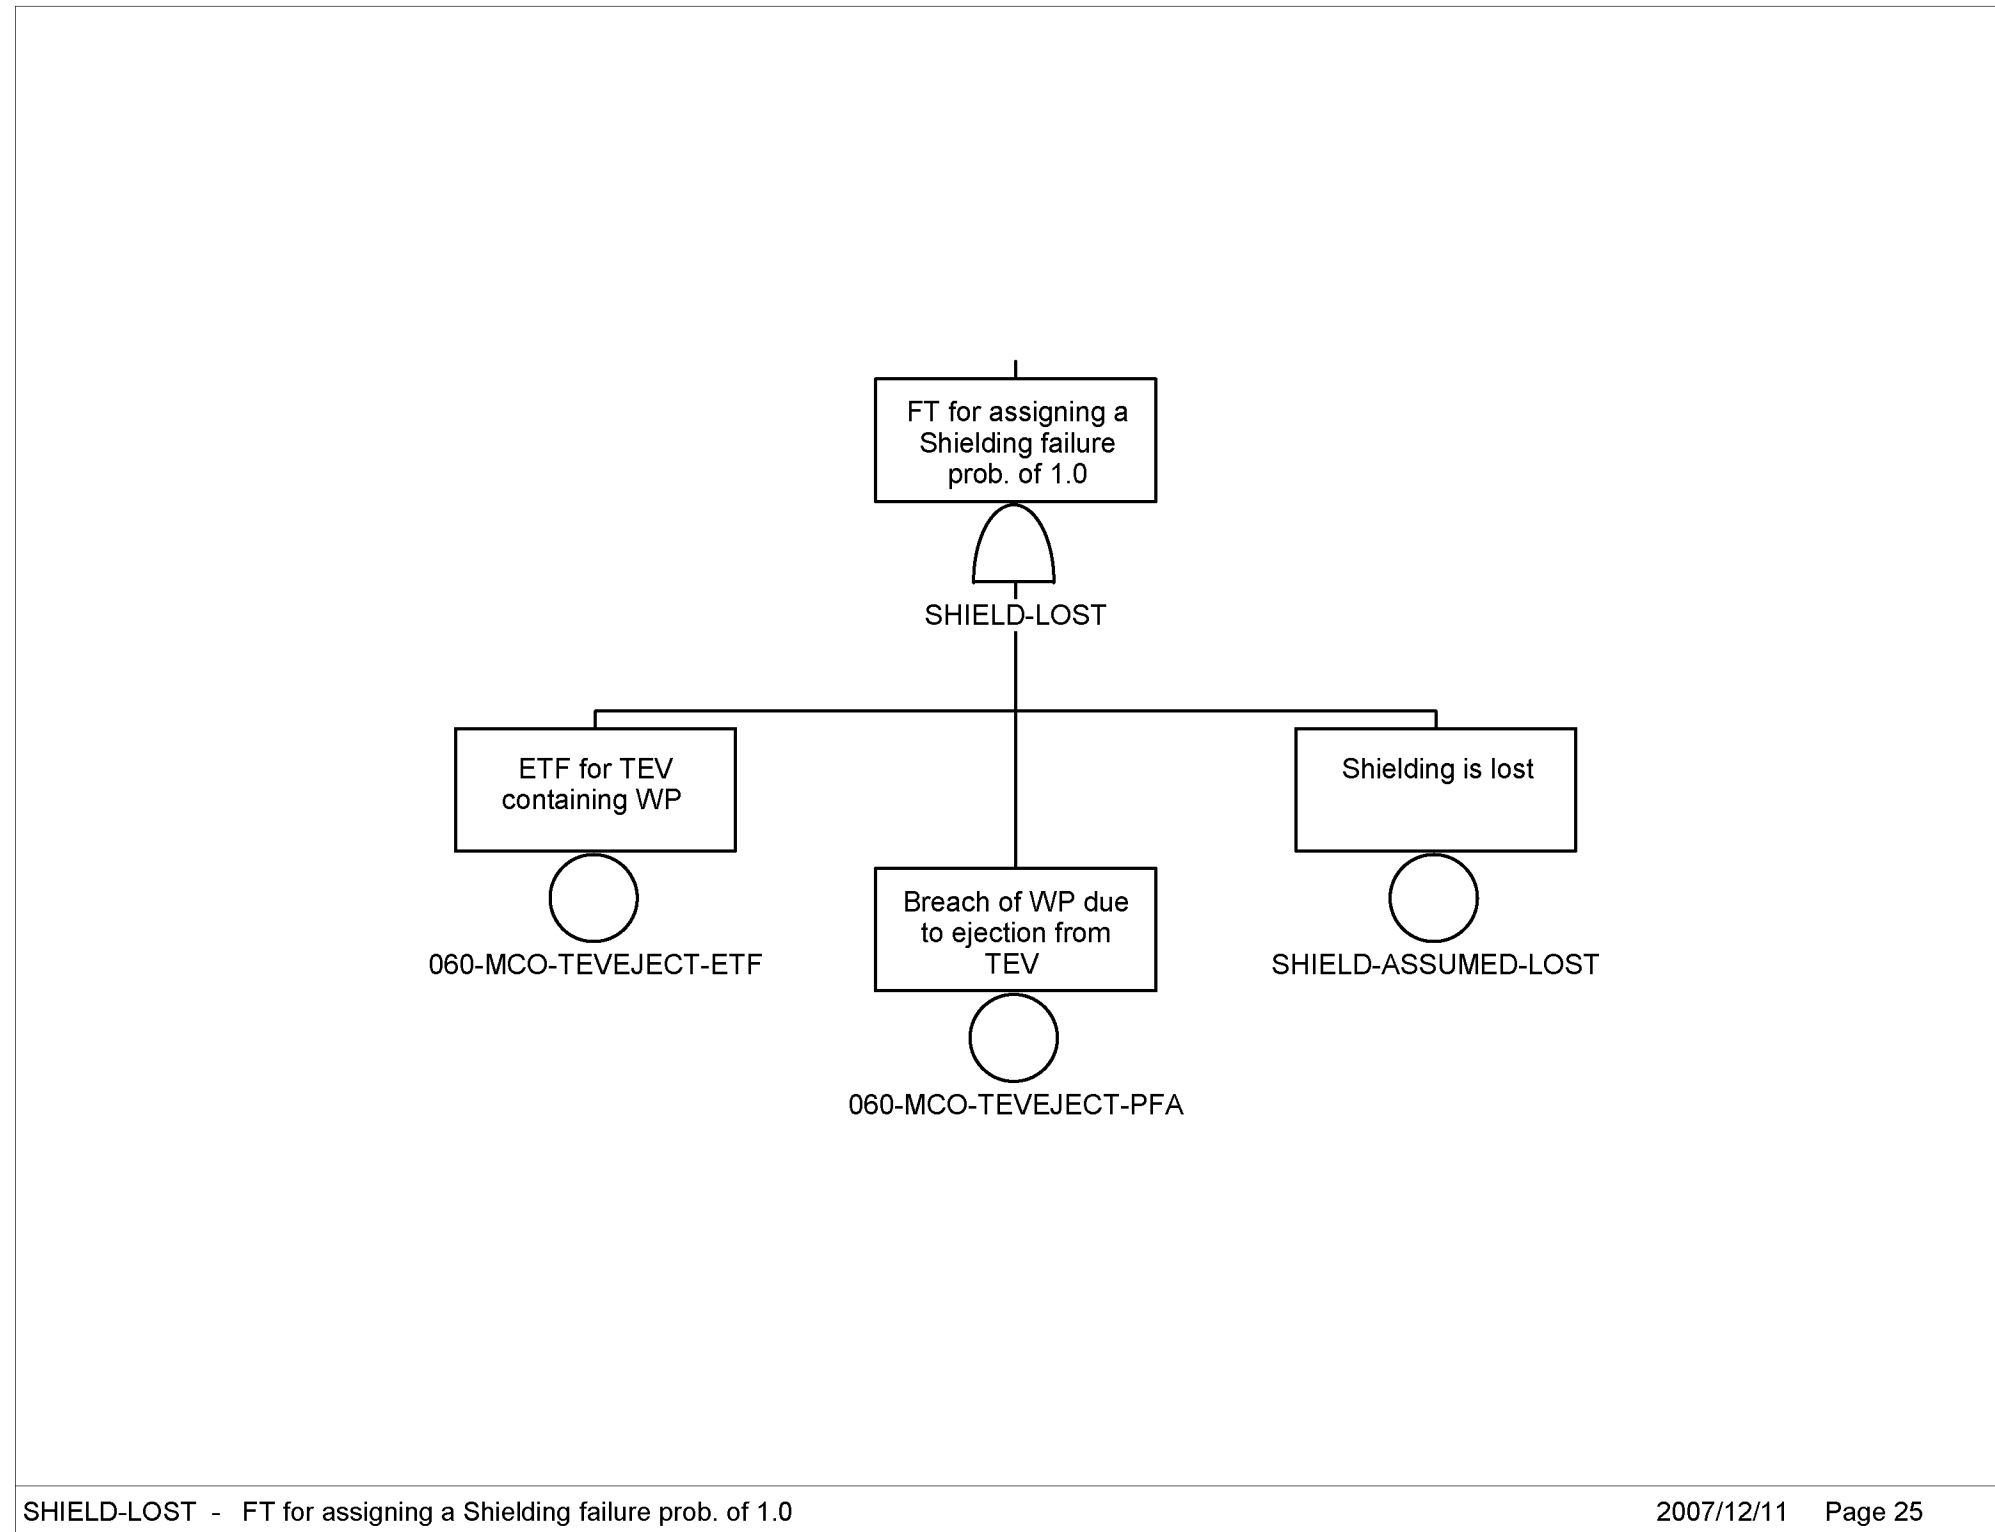 FT for assigning a
Shielding failure
prob. of 1.0
SHIELD-LOST
ETF for TEV
containing WP
060-MCO-TEVEJECT-ETF
Breach of WP due
to ejection from
TEV
060-MCO-TEVEJECT-PFA
Shielding is lost
SHIELD-ASSUMED-LOST
SHIELD-LOST - FT for assigning a Shielding failure prob. of 1.0
2007/12/11 Page 25